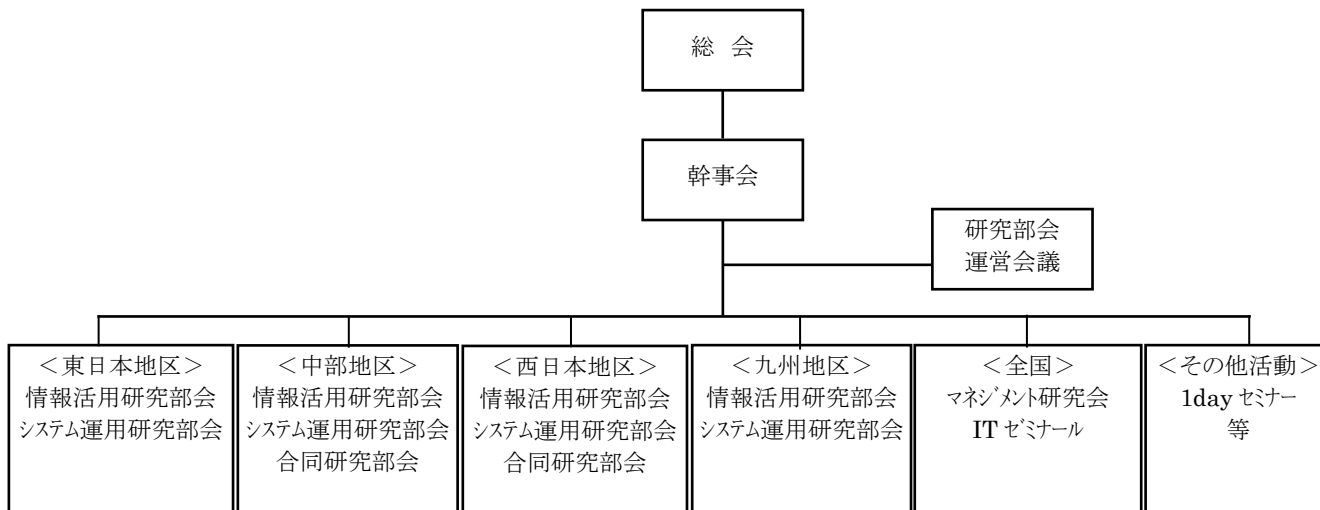 総 会
幹事会
研究部会
運営会議
＜東日本地区＞
情報活用研究部会
システム運用研究部会
＜中部地区＞
情報活用研究部会
システム運用研究部会
合同研究部会
＜西日本地区＞
情報活用研究部会
システム運用研究部会
合同研究部会
＜九州地区＞
情報活用研究部会
システム運用研究部会
＜全国＞
マネジメント研究会
IT ゼミナール
＜その他活動＞
1day セミナー
等